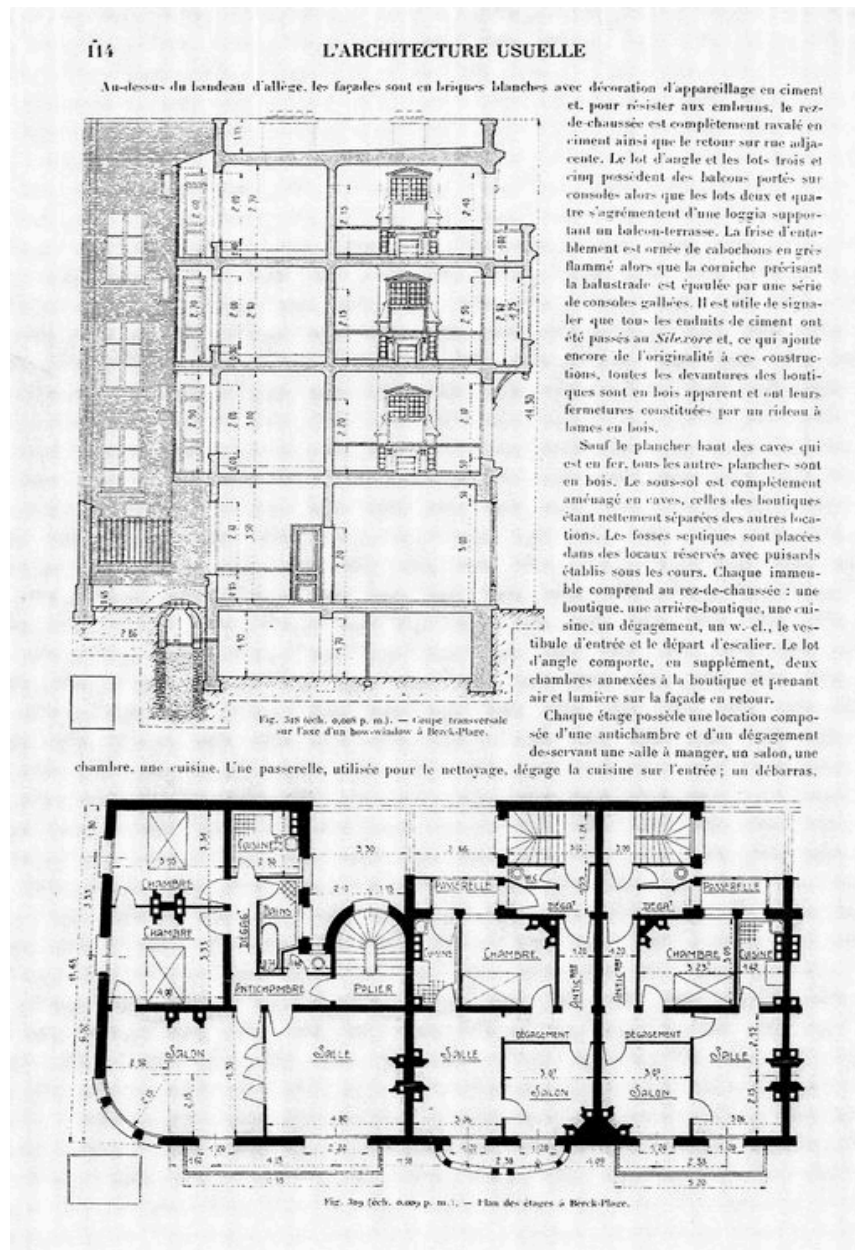 114
L'ARCHITECTURE USUELLE
Au-dessus du bandeau d'allège, les façades sont en briques blanches avec décoration d'appareillage en ciment
et, pour résister aux embruns, le rez-
de-chaussée est complètement ravalé en
ciment ainsi que le retour sur rue adja-
cente. Le lot d'angle et les lots trois et
cinq possèdent des balcons portés sur
consoles alors que les lots deux et qua-
tre s'agrémentent d'une loggia suppor-
tant un balcon-terrasse. La frise d'enta-
blement est ornée de cabochons en grès
flammé alors que la corniche précisant
la balustrade est épaulée par une série
de consoles galbées. Il est utile de signa-
ler que tous les enduits de ciment ont
été passés au Silexore et, ce qui ajoute
encore de l'originalité à ces construc-
tions, toutes les devantures des bouti-
ques sont en bois apparent et ont leurs
fermetures constituées par un rideau à
lames en bois.
Sauf le plancher haut des caves qui
est en fer, tous les autres planchers sont
en bois. Le sous-sol est complètement
aménagé en caves, celles des boutiques
étant nettement séparées des autres loca-
tions. Les fosses septiques sont placées
dans des locaux réservés avec puisards
établis sous les cours. Chaque immeu-
ble comprend au rez-de-chaussée : une
boutique, une arrière-boutique, une cui-
sine, un dégagement, un w.-cl., le ves-
tibule d'entrée et le départ d'escalier. Le lot
d'angle comporte, en supplément, deux
chambres annexées à la boutique et prenant
air et lumière sur la façade en retour.
Chaque étage possède une location compo-
sée d'une antichambre et d'un dégagement
desservant une salle à manger, un salon, une
chambre, une cuisine. Une passerelle, utilisée pour le nettoyage, dégage la cuisine sur l'entrée ; un débarras,
2.86
14.50
Fig. 318 (éch. 0,008 p. m.). — Coupe transversale
sur l'axe d'un bow-window à Berck-Plage.
CUISINE
PASSERELLE
W.C.
PASSERELLE
CHAMBRE
DÉGAG
BAINS
DÉGAT
DÉGAT
CHAMBRE
CUISINE
CHAMBRE
CHAMBRE
CUISINE
ANTICHAMBRE
PALIER
SALON
SALLE
SALLE
DÉGAGEMENT
DÉGAGEMENT
SALLE
SALON
SALON
Fig. 319 (éch. 0,009 p. m.). — Plan des étages à Berck-Plage.